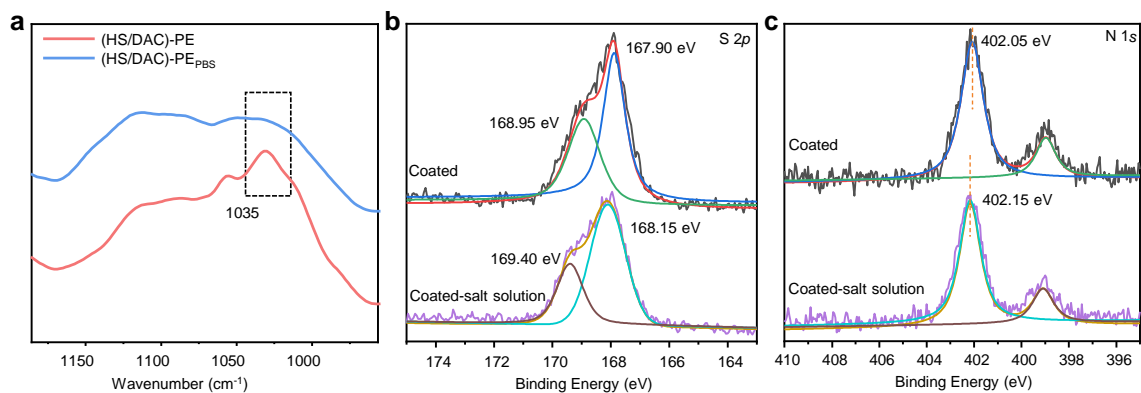 a
(HS/DAC)-PE
(HS/DAC)-PE_PBS
1035
1150 1100 1050 1000
Wavenumber (cm⁻¹)
b
S 2p
167.90 eV
168.95 eV
Coated
168.15 eV
169.40 eV
Coated-salt solution
174 172 170 168 166 164
Binding Energy (eV)
c
N 1s
402.05 eV
Coated
402.15 eV
Coated-salt solution
410 408 406 404 402 400 398 396
Binding Energy (eV)